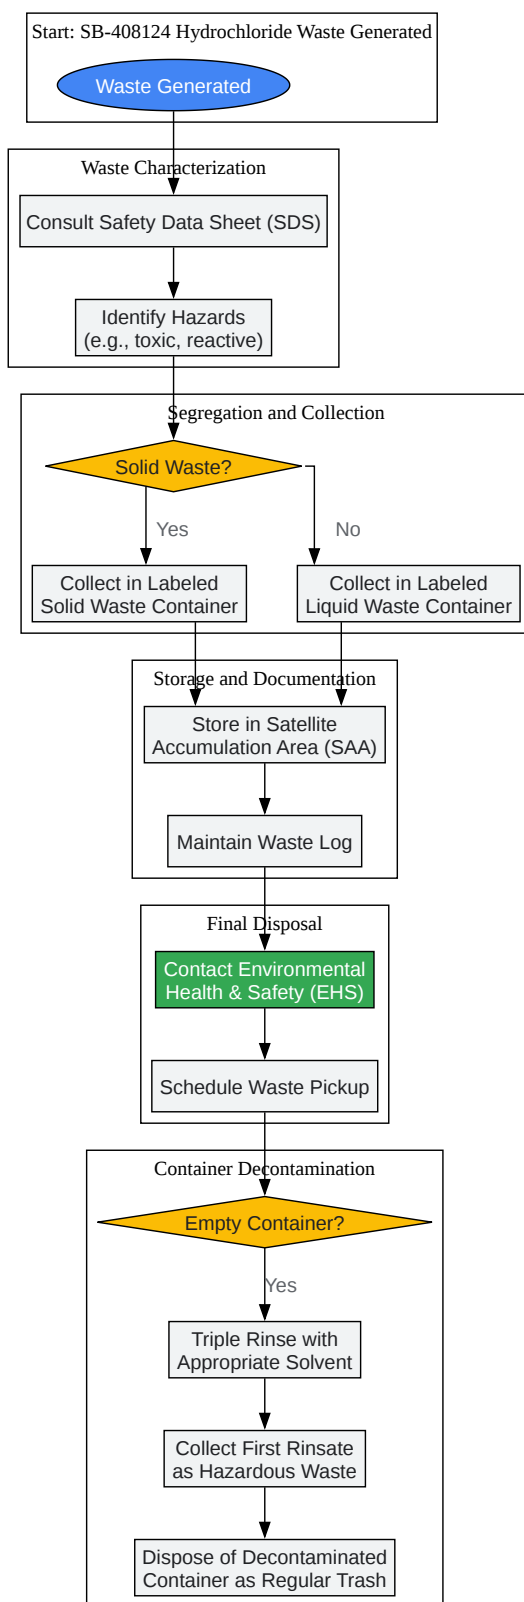 Start: SB-408124 Hydrochloride Waste Generated
Waste Generated
Waste Characterization
Consult Safety Data Sheet (SDS)
Identify Hazards
(e.g., toxic, reactive)
Segregation and Collection
Solid Waste?
Yes
No
Collect in Labeled
Solid Waste Container
Collect in Labeled
Liquid Waste Container
Storage and Documentation
Store in Satellite
Accumulation Area (SAA)
Maintain Waste Log
Final Disposal
Contact Environmental
Health & Safety (EHS)
Schedule Waste Pickup
Container Decontamination
Empty Container?
Yes
Triple Rinse with
Appropriate Solvent
Collect First Rinsate
as Hazardous Waste
Dispose of Decontaminated
Container as Regular Trash